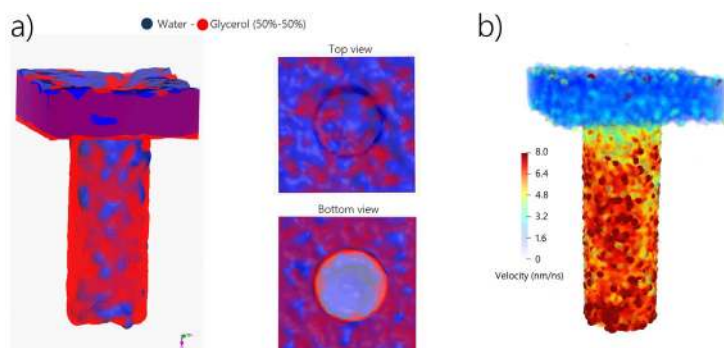 a)
Water - Glycerol (50%-50%)
Top view
Bottom view
b)
8.0
6.4
4.8
3.2
1.6
0
Velocity (nm/ns)